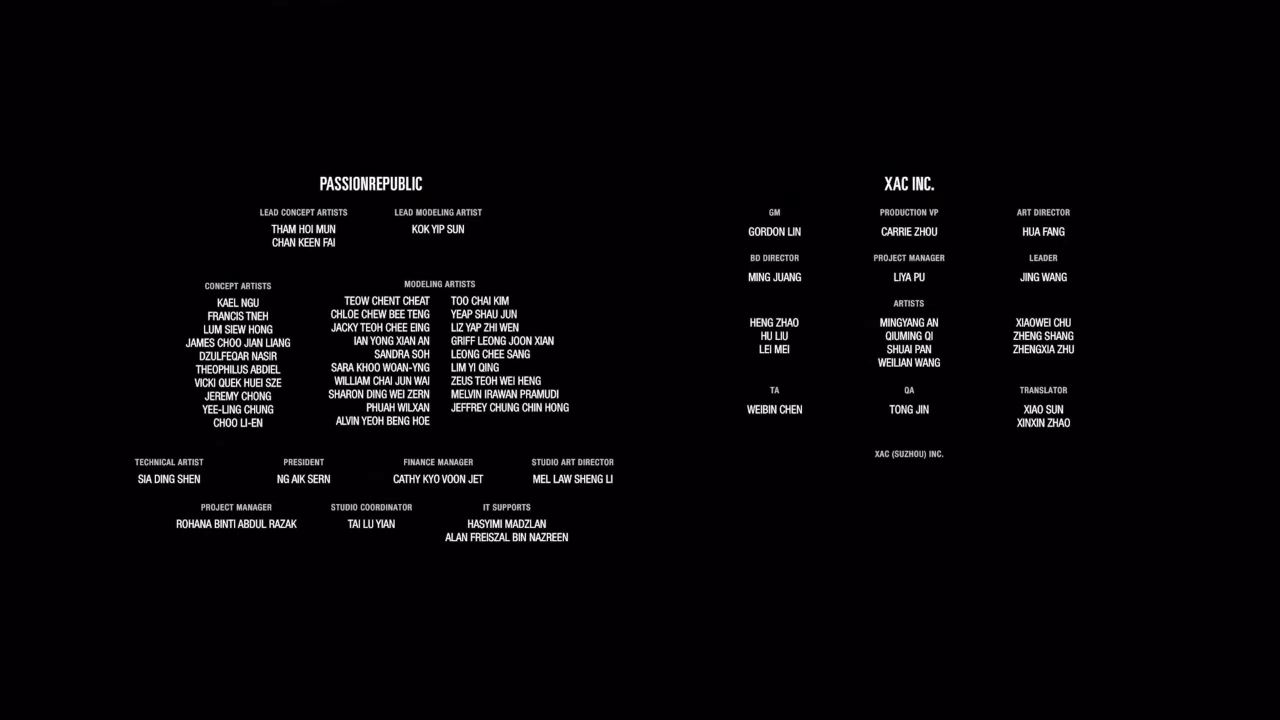 PASSIONREPUBLIC
LEAD CONCEPT ARTISTS LEAD MODELING ARTIST
THAM HOI MUN KOK YIP SUN
CHAN KEEN FAI
CONCEPT ARTISTS MODELING ARTISTS
KAEL NGU TEOW CHENT CHEAT TOO CHAI KIM
FRANCIS TNEH CHLOE CHEW BEE TENG YEAP SHAU JUN
LUM SIEW HONG JACKY TEOH CHEE EING LIZ YAP ZHI WEN
JAMES CHOO JIAN LIANG IAN YONG XIAN AN GRIFF LEONG JOON XIAN
DZULFEQAR NASIR SANDRA SOH LEONG CHEE SANG
THEOPHILUS ABDIEL SARA KHOO WOAN-YNG LIM YI QING
VICKI QUEK HUEI SZE WILLIAM CHAI JUN WAI ZEUS TEOH WEI HENG
JEREMY CHONG SHARON DING WEI ZERN MELVIN IRAWAN PRAMUDI
YEE-LING CHUNG PHUAH WILXAN JEFFREY CHUNG CHIN HONG
CHOO LI-EN ALVIN YEOH BENG HOE
TECHNICAL ARTIST PRESIDENT FINANCE MANAGER STUDIO ART DIRECTOR
SIA DING SHEN NG AIK SERN CATHY KYO VOON JET MEL LAW SHENG LI
PROJECT MANAGER STUDIO COORDINATOR IT SUPPORTS
ROHANA BINTI ABDUL RAZAK TAI LU YIAN HASYIMI MADZLAN
ALAN FREISZAL BIN NAZREEN
XAC INC.
GM PRODUCTION VP ART DIRECTOR
GORDON LIN CARRIE ZHOU HUA FANG
BD DIRECTOR PROJECT MANAGER LEADER
MING JUANG LIYA PU JING WANG
ARTISTS
HENG ZHAO MINGYANG AN XIAOWEI CHU
HU LIU QIUMING QI ZHENG SHANG
LEI MEI SHUAI PAN ZHENGXIA ZHU
WEILIAN WANG
TA QA TRANSLATOR
WEIBIN CHEN TONG JIN XIAO SUN
XINXIN ZHAO
XAC (SUZHOU) INC.